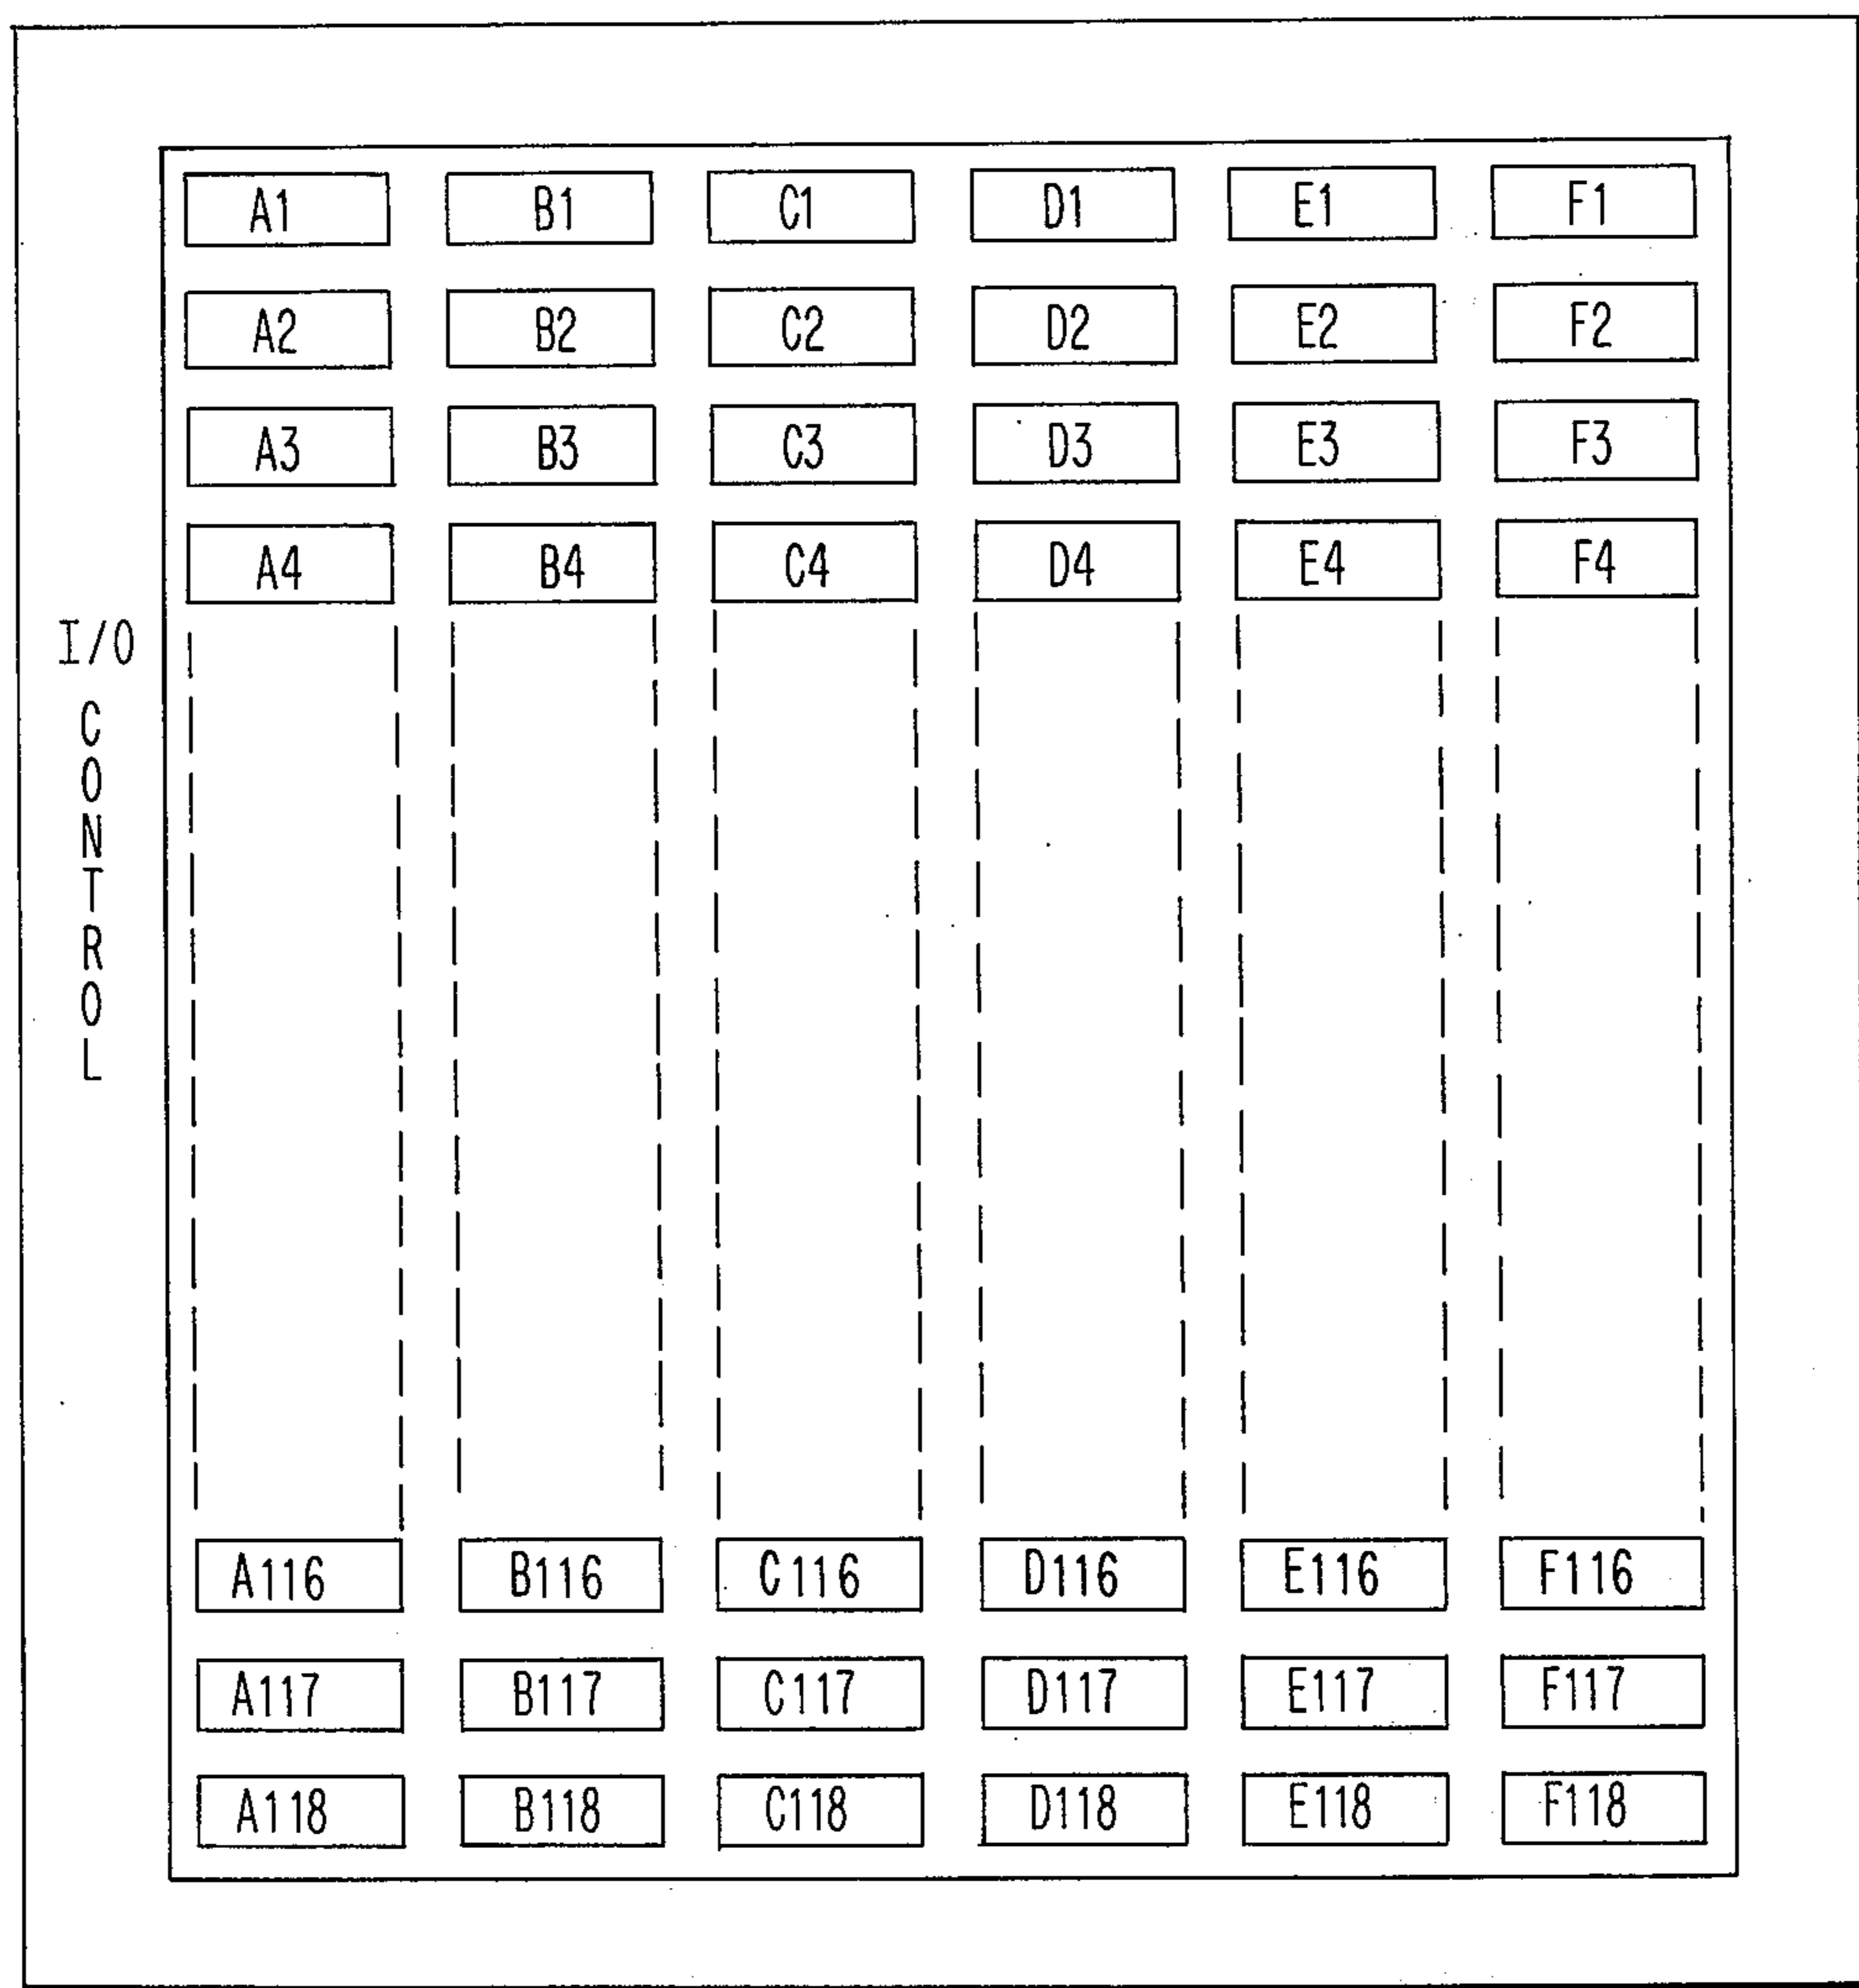 A1 B1 C1 D1 E1 F1
A2 B2 C2 D2 E2 F2
A3 B3 C3 D3 E3 F3
A4 B4 C4 D4 E4 F4
I/O
CONTROL
A116 B116 C116 D116 E116 F116
A117 B117 C117 D117 E117 F117
A118 B118 C118 D118 E118 F118